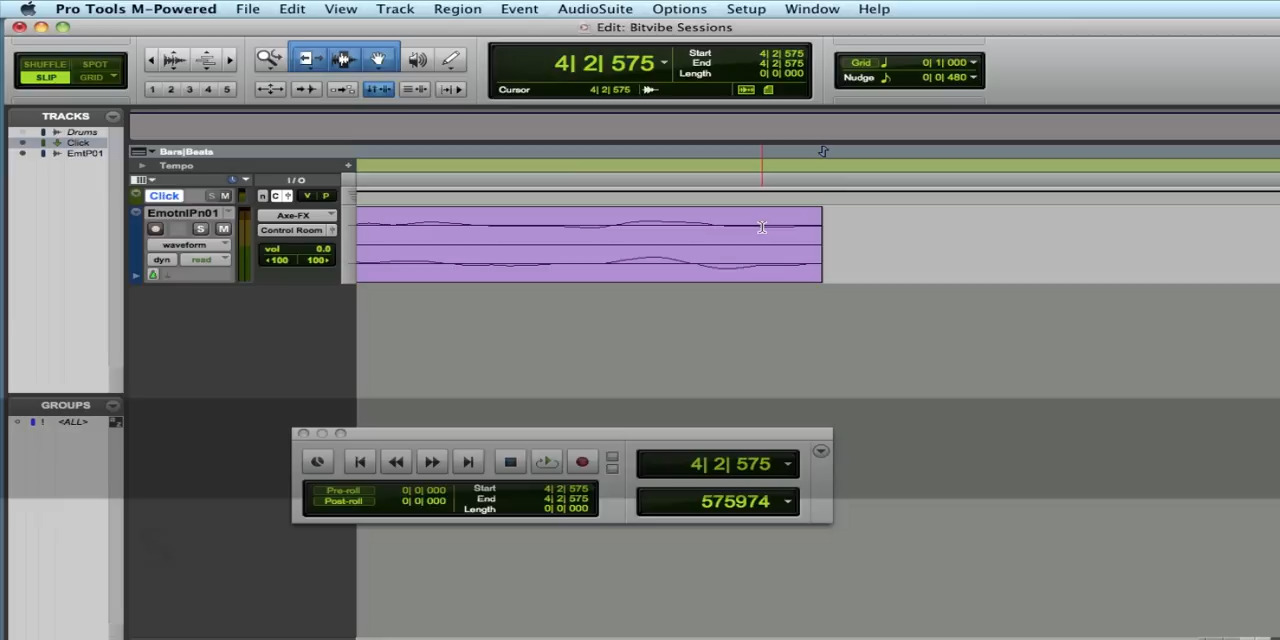 Pro Tools M-Powered File Edit View Track Region Event AudioSuite Options Setup Window Help
Edit: Bitvibe Sessions
SHUFFLE SPOT
SLIP GRID
1 2 3 4 5
4| 2| 575
Start 4| 2| 575
End 4| 2| 575
Length 0| 0| 000
Cursor 4| 2| 575
Grid 0| 1| 000
Nudge 0| 0| 480
TRACKS
Drums
Click
EmtP01
Bars|Beats
Tempo
I/O
Click S M n C V P
EmotnlPn01
S M
waveform
dyn read
Axe-FX
Control Room
vol 0.0
100 100
GROUPS
! <ALL>
4| 2| 575
575974
Pre-roll 0| 0| 000
Post-roll 0| 0| 000
Start 4| 2| 575
End 4| 2| 575
Length 0| 0| 000